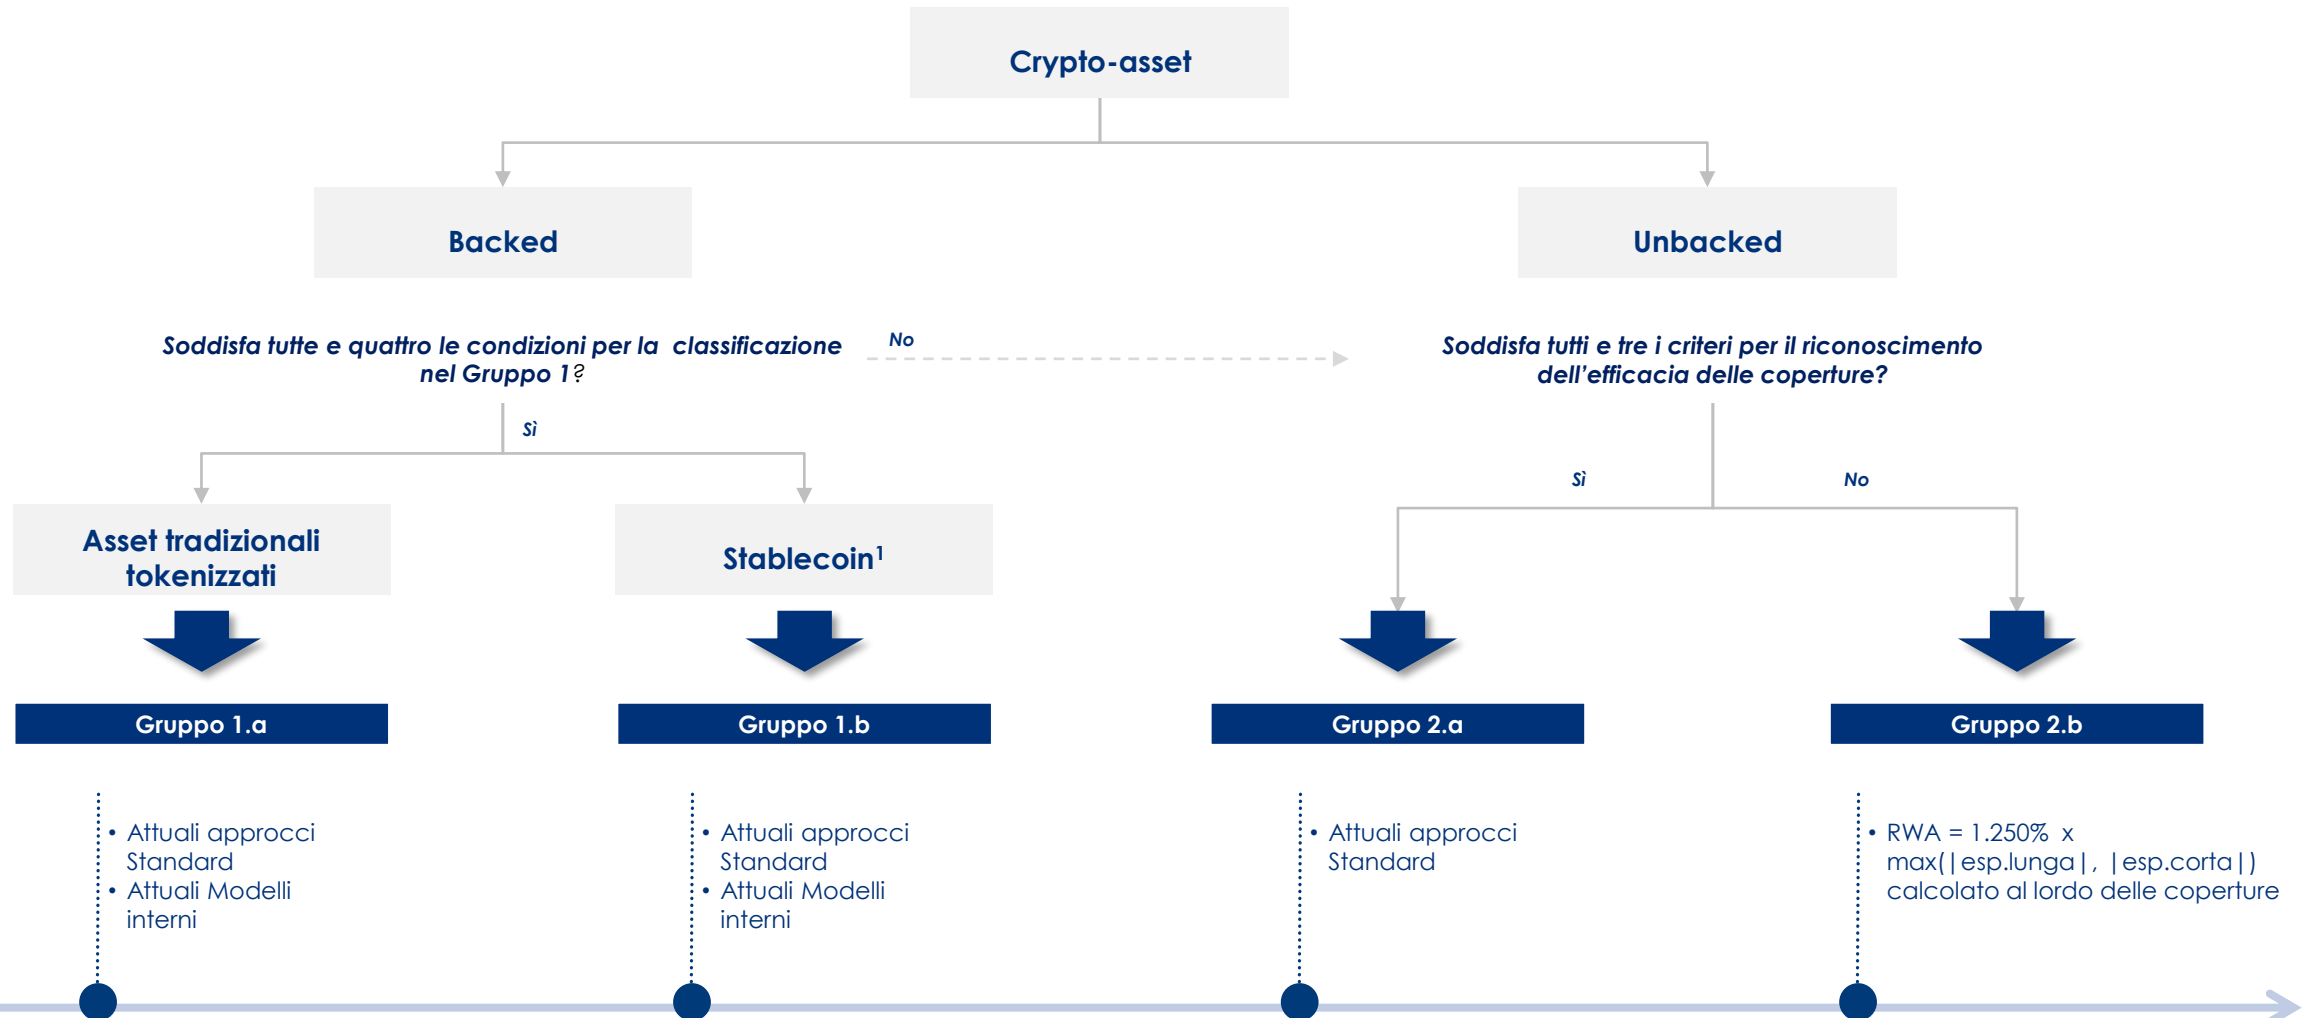 Crypto-asset
Backed
Unbacked
Soddisfa tutte e quattro le condizioni per la classificazione
nel Gruppo 1?
No
Soddisfa tutti e tre i criteri per il riconoscimento
dell'efficacia delle coperture?
Sì
Sì
No
Asset tradizionali
tokenizzati
Stablecoin¹
Gruppo 1.a
Gruppo 1.b
Gruppo 2.a
Gruppo 2.b
• Attuali approcci
Standard
• Attuali Modelli
interni
• Attuali approcci
Standard
• Attuali Modelli
interni
• Attuali approcci
Standard
• RWA = 1.250% x
max(|esp.lunga|, |esp.corta|)
calcolato al lordo delle coperture